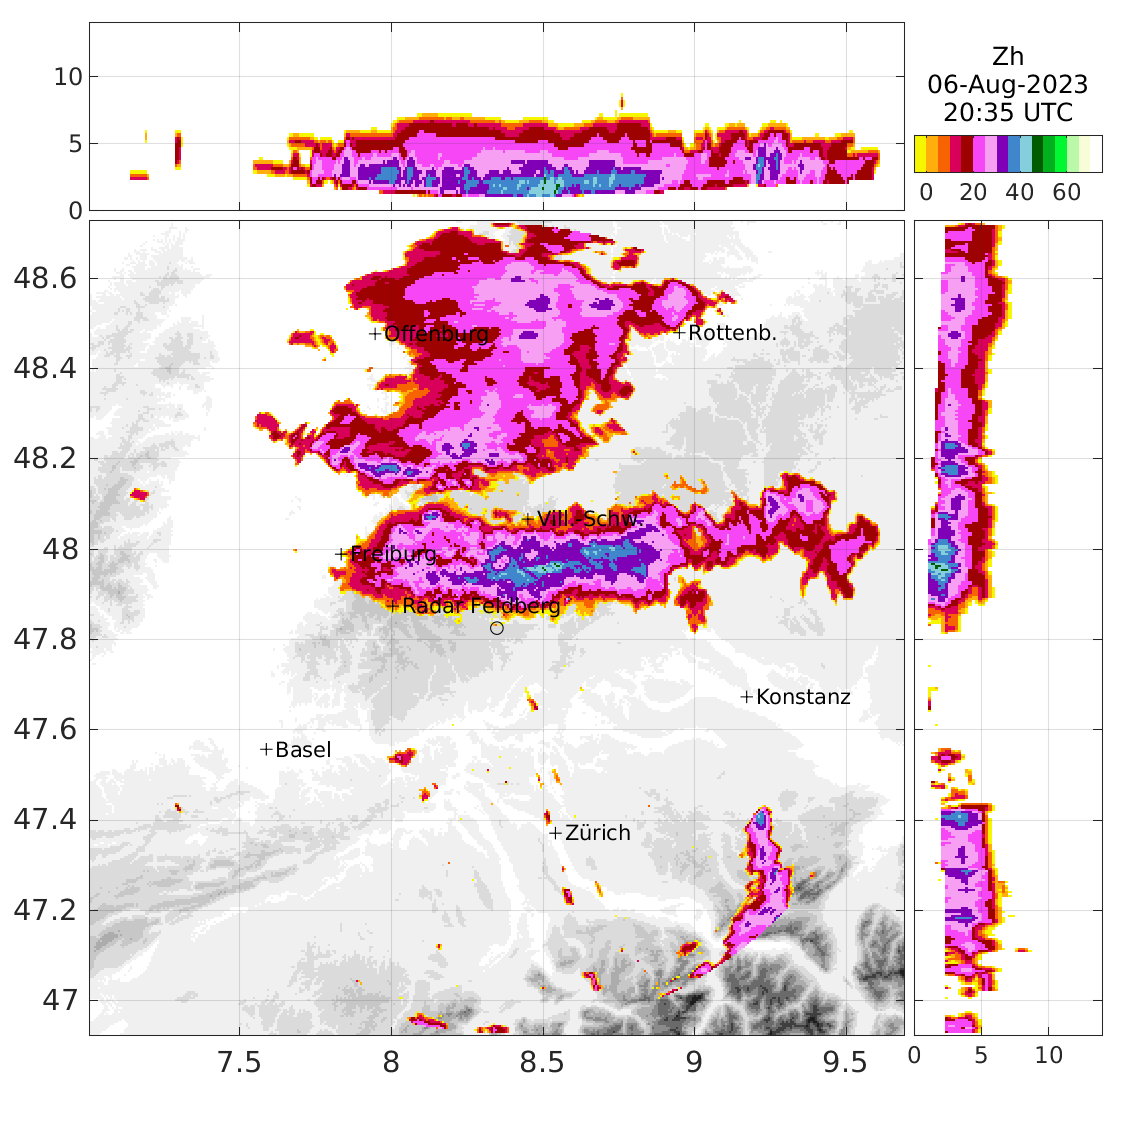 Zh
06-Aug-2023
20:35 UTC
0 20 40 60
10
5
0
48.6
48.4
48.2
48
47.8
47.6
47.4
47.2
47
+Offenburg
+Rottenb.
+Vill.-Schw.
+Freiburg
+Radar Feldberg
+Konstanz
+Basel
+Zürich
7.5 8 8.5 9 9.5
0 5 10